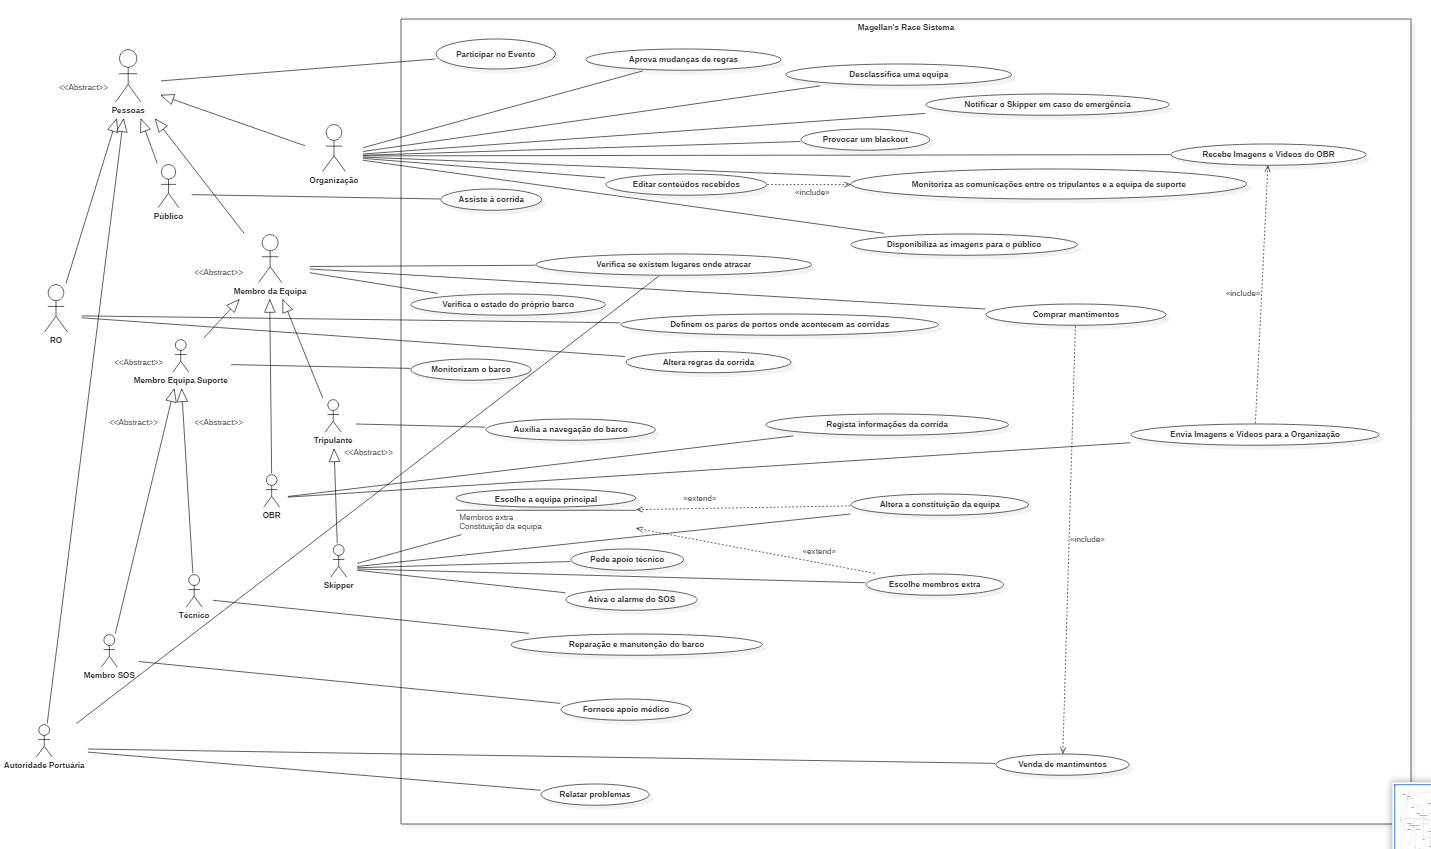 Magellan's Race Sistema
Participar no Evento
Aprova mudanças de regras
Desclassifica uma equipa
<<Abstract>>
Pessoas
Notificar o Skipper em caso de emergência
Provocar um blackout
Recebe Imagens e Videos do OBR
Organização
Editar conteúdos recebidos
«include»
Monitoriza as comunicações entre os tripulantes e a equipa de suporte
Público
Assiste à corrida
Disponibiliza as imagens para o público
<<Abstract>>
Membro da Equipa
Verifica se existem lugares onde atracar
«include»
Verifica o estado do próprio barco
Comprar mantimentos
Definem os pares de portos onde acontecem as corridas
RO
<<Abstract>>
Altera regras da corrida
Monitorizam o barco
Membro Equipa Suporte
<<Abstract>>
<<Abstract>>
Tripulante
<<Abstract>>
Auxilia a navegação do barco
Regista informações da corrida
Envia Imagens e Videos para a Organização
OBR
Escolhe a equipa principal
Membros extra
Constituição da equipa
«extend»
Altera a constituição da equipa
«include»
«extend»
Pede apoio técnico
Skipper
Escolhe membros extra
Ativa o alarme do SOS
Técnico
Reparação e manutenção do barco
Membro SOS
Fornece apoio médico
Autoridade Portuária
Venda de mantimentos
Relatar problemas